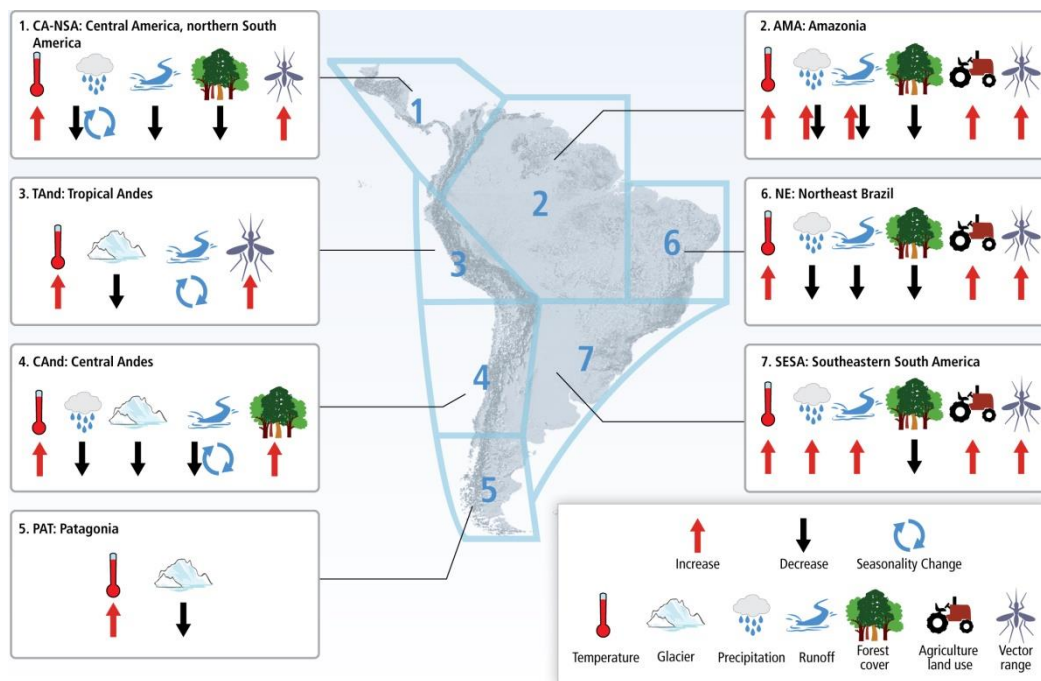 1. CA-NSA: Central America, northern South
America
2. AMA: Amazonia
3. TAnd: Tropical Andes
6. NE: Northeast Brazil
4. CAnd: Central Andes
7. SESA: Southeastern South America
5. PAT: Patagonia
1
2
3
6
4
7
5
Increase
Decrease
Seasonality Change
Temperature
Glacier
Precipitation
Runoff
Forest
cover
Agriculture
land use
Vector
range